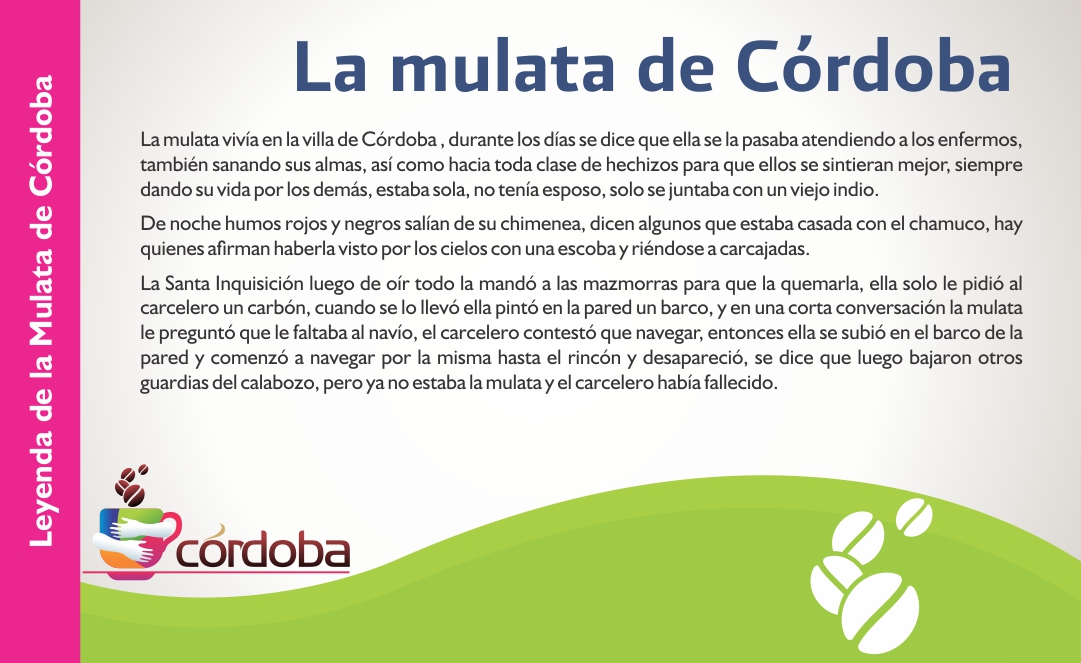 Leyenda de la Mulata de Córdoba
La mulata de Córdoba
La mulata vivía en la villa de Córdoba , durante los días se dice que ella se la pasaba atendiendo a los enfermos,
también sanando sus almas, así como hacia toda clase de hechizos para que ellos se sintieran mejor, siempre
dando su vida por los demás, estaba sola, no tenía esposo, solo se juntaba con un viejo indio.
De noche humos rojos y negros salían de su chimenea, dicen algunos que estaba casada con el chamuco, hay
quienes afirman haberla visto por los cielos con una escoba y riéndose a carcajadas.
La Santa Inquisición luego de oír todo la mandó a las mazmorras para que la quemarla, ella solo le pidió al
carcelero un carbón, cuando se lo llevó ella pintó en la pared un barco, y en una corta conversación la mulata
le preguntó que le faltaba al navío, el carcelero contestó que navegar, entonces ella se subió en el barco de la
pared y comenzó a navegar por la misma hasta el rincón y desapareció, se dice que luego bajaron otros
guardias del calabozo, pero ya no estaba la mulata y el carcelero había fallecido.
córdoba